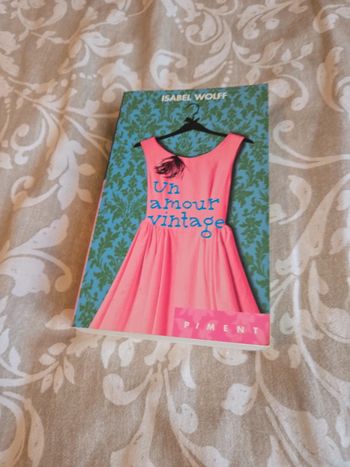 ISABEL WOLFF
Un
amour
vintage
PIMENT